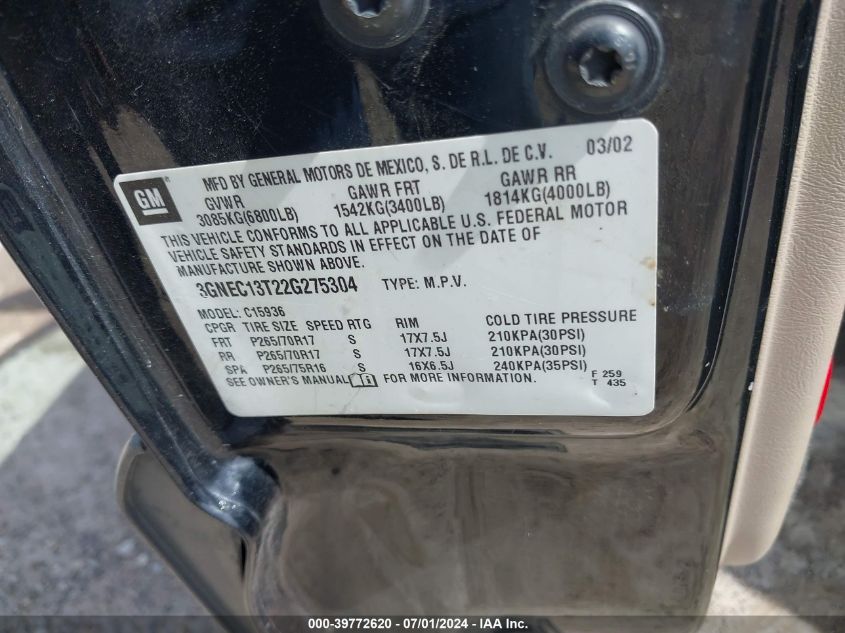 GM
MFD BY GENERAL MOTORS DE MEXICO, S. DE R.L. DE C.V. 03/02
GVWR GAWR FRT GAWR RR
3085KG(6800LB) 1542KG(3400LB) 1814KG(4000LB)
THIS VEHICLE CONFORMS TO ALL APPLICABLE U.S. FEDERAL MOTOR
VEHICLE SAFETY STANDARDS IN EFFECT ON THE DATE OF
MANUFACTURE SHOWN ABOVE.
3GNEC13T22G275304 TYPE: M.P.V.
MODEL: C15936
CPGR TIRE SIZE SPEED RTG RIM COLD TIRE PRESSURE
FRT P265/70R17 S 17X7.5J 210KPA(30PSI)
RR P265/70R17 S 17X7.5J 210KPA(30PSI)
SPA P265/75R16 S 16X6.5J 240KPA(35PSI)
SEE OWNER'S MANUAL FOR MORE INFORMATION.
F 259
T 435
000-39772620 / 07/01/2024 / IAA Inc.